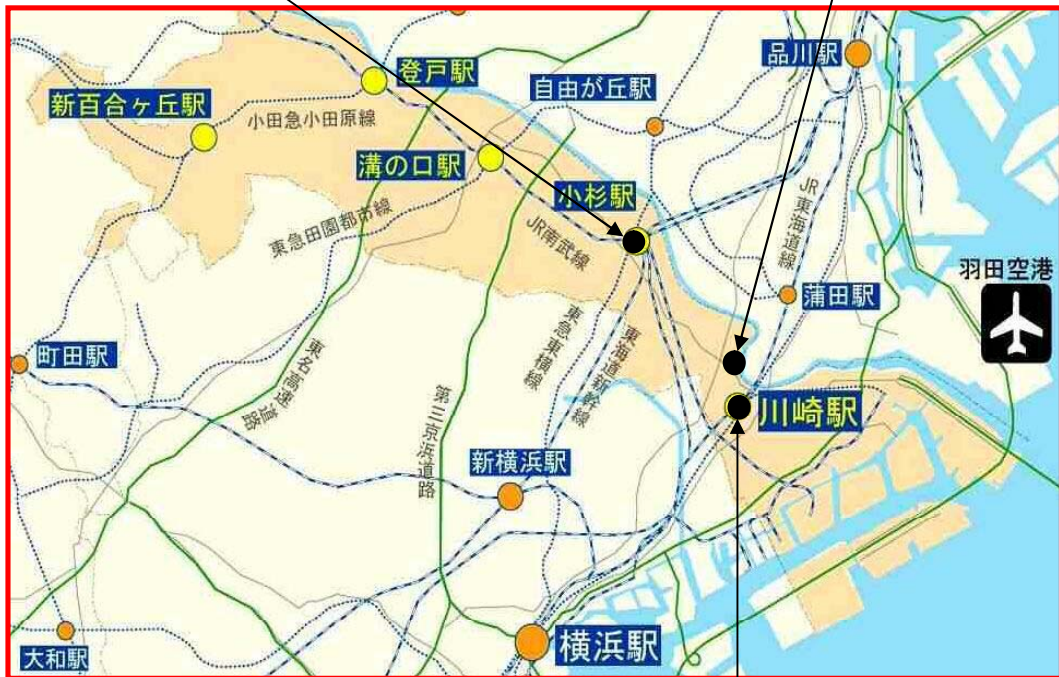 品川駅
登戸駅
自由が丘駅
新百合ヶ丘駅
小田急小田原線
溝の口駅
小杉駅
東急田園都市線
JR南武線
JR東海道線
羽田空港
蒲田駅
町田駅
東名高速道路
東急東横線
東海道新幹線
第三京浜道路
川崎駅
新横浜駅
横浜駅
大和駅